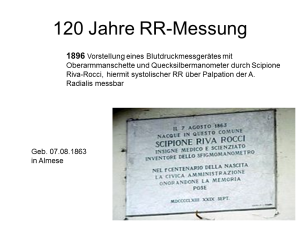 120 Jahre RR-Messung
1896 Vorstellung eines Blutdruckmessgerätes mit
Oberarmmanschette und Quecksilbermanometer durch Scipione
Riva-Rocci, hiermit systolischer RR über Palpation der A.
Radialis messbar
Geb. 07.08.1863
in Almese
IL 7 AGOSTO 1863
NACQUE IN QUESTO COMUNE
SCIPIONE RIVA ROCCI
INSIGNE MEDICO E SCIENZIATO
INVENTORE DELLO SFIGMOMANOMETRO
NEL I° CENTENARIO DELLA NASCITA
LA CIVICA AMMINISTRAZIONE
ONORANDONE LA MEMORIA
POSE
MDCCCCLXIII XXIX SEPT.